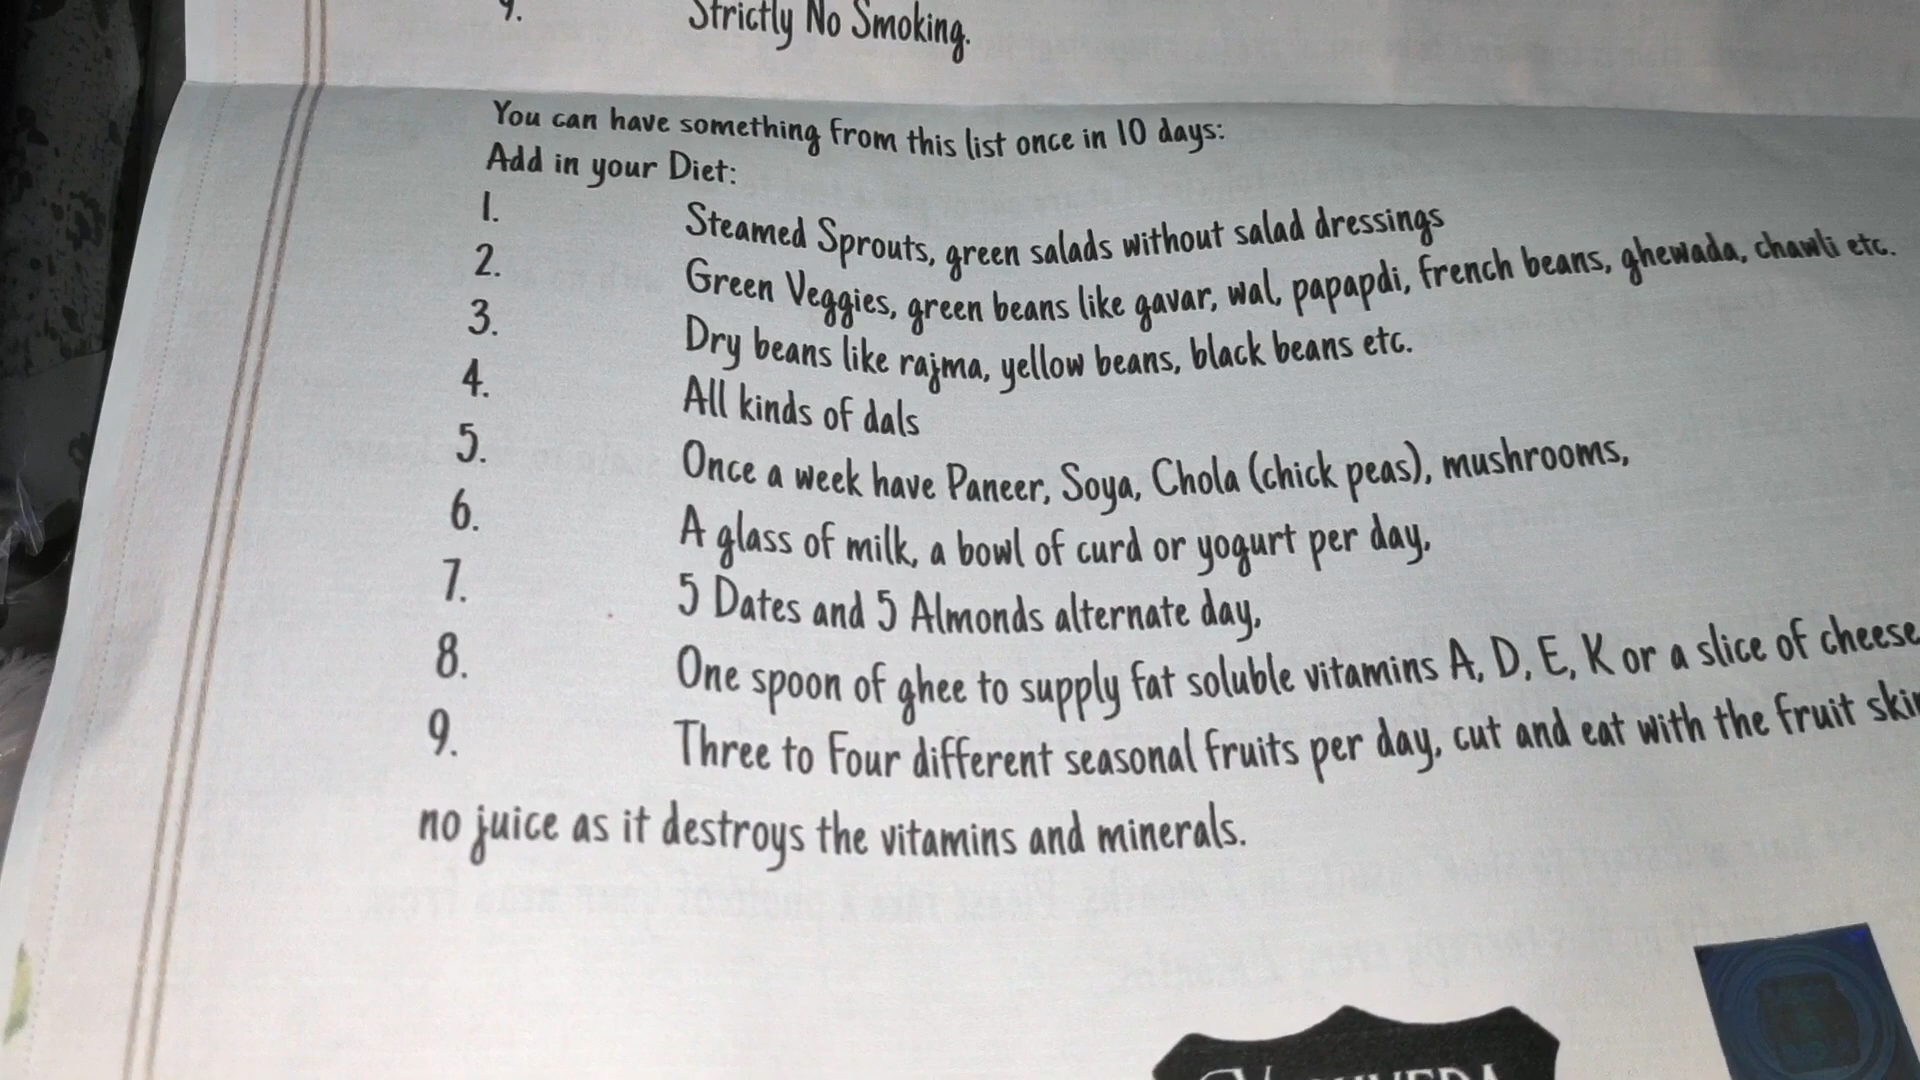 9. Strictly No Smoking.
You can have something from this list once in 10 days:
Add in your Diet:
1. Steamed Sprouts, green salads without salad dressings
2. Green Veggies, green beans like gavar, wal, papapdi, french beans, ghewada, chawli etc.
3. Dry beans like rajma, yellow beans, black beans etc.
4. All kinds of dals
5. Once a week have Paneer, Soya, Chola (chick peas), mushrooms,
6. A glass of milk, a bowl of curd or yogurt per day,
7. 5 Dates and 5 Almonds alternate day,
8. One spoon of ghee to supply fat soluble vitamins A, D, E, K or a slice of cheese
9. Three to Four different seasonal fruits per day, cut and eat with the fruit skin
no juice as it destroys the vitamins and minerals.